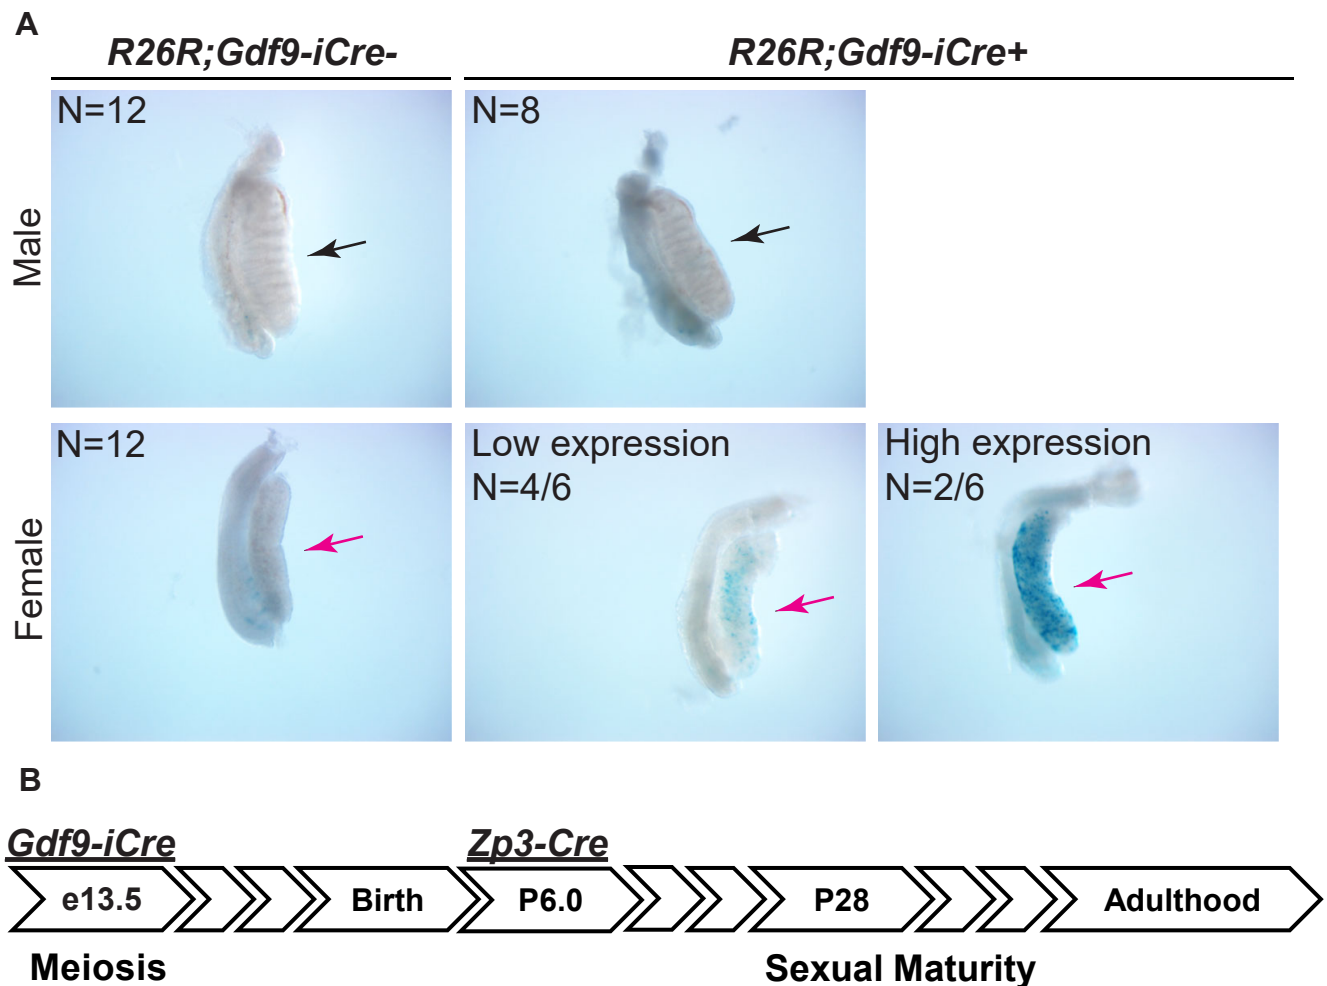 A
R26R;Gdf9-iCre-
R26R;Gdf9-iCre+
Male
N=12
N=8
Female
N=12
Low expression
N=4/6
High expression
N=2/6
B
Gdf9-iCre
Zp3-Cre
e13.5
Birth
P6.0
P28
Adulthood
Meiosis
Sexual Maturity